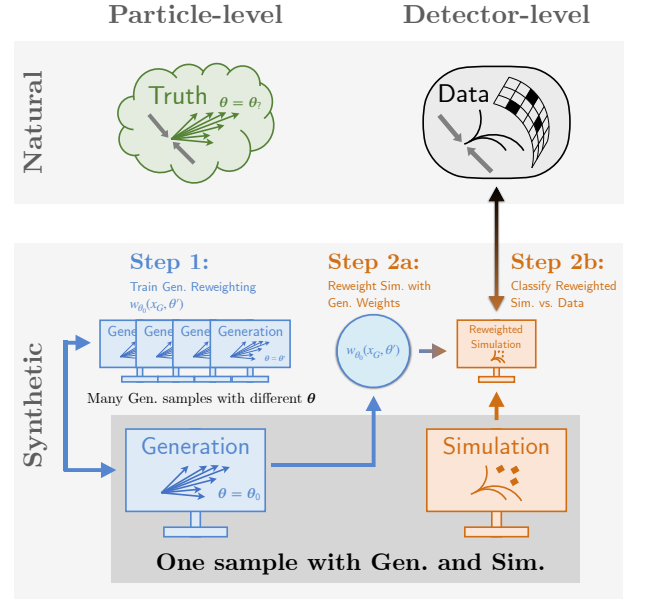 Particle-level
Detector-level
Natural
Truth
θ = θ?
Data
Synthetic
Step 1:
Train Gen. Reweighting
wθ₀(x_G, θ′)
Step 2a:
Reweight Sim. with
Gen. Weights
Step 2b:
Classify Reweighted
Sim. vs. Data
Gene
Gene
Gene
Generation
θ = θ′
wθ₀(x_G, θ′)
Reweighted
Simulation
Many Gen. samples with different θ
Generation
θ = θ₀
Simulation
One sample with Gen. and Sim.